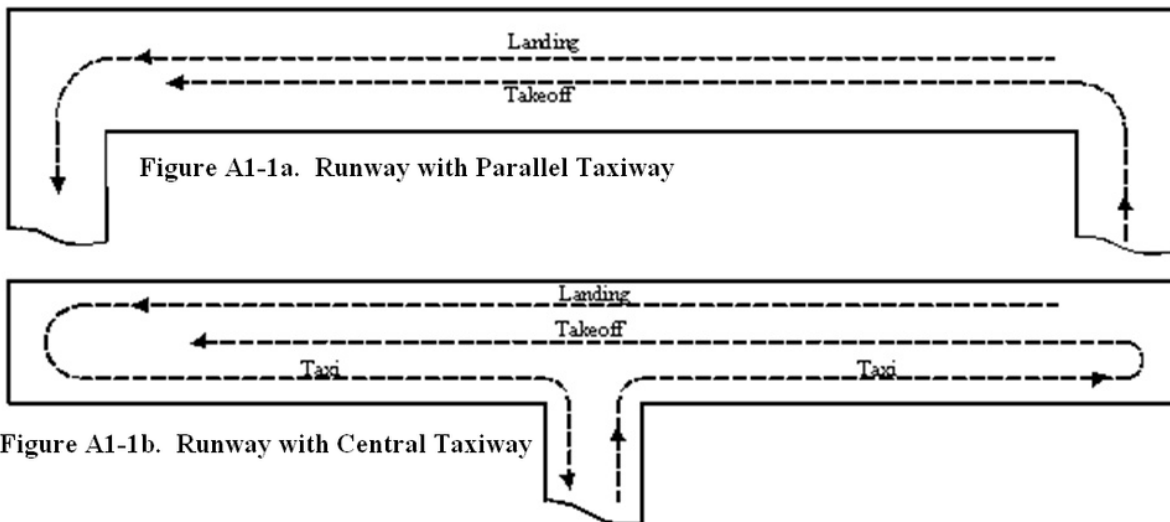 Landing
Takeoff
Figure A1-1a. Runway with Parallel Taxiway
Landing
Takeoff
Taxi Taxi
Figure A1-1b. Runway with Central Taxiway